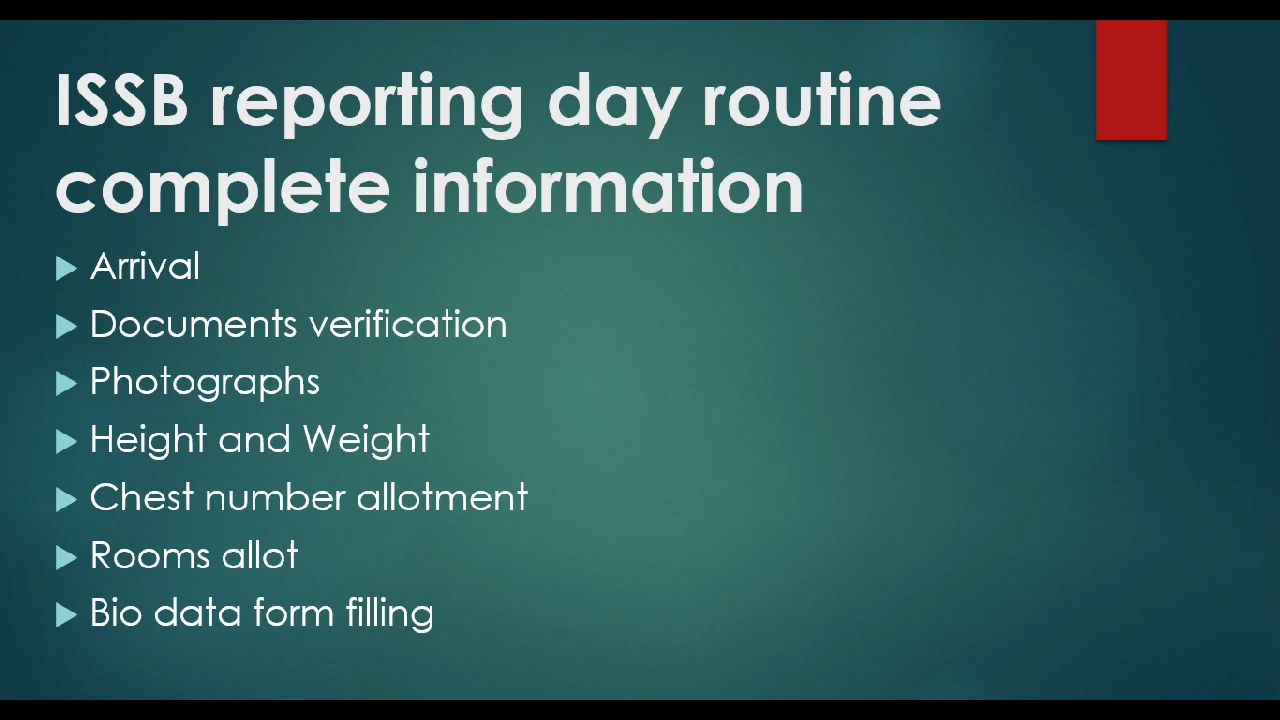 ISSB reporting day routine
complete information
Arrival
Documents verification
Photographs
Height and Weight
Chest number allotment
Rooms allot
Bio data form filling